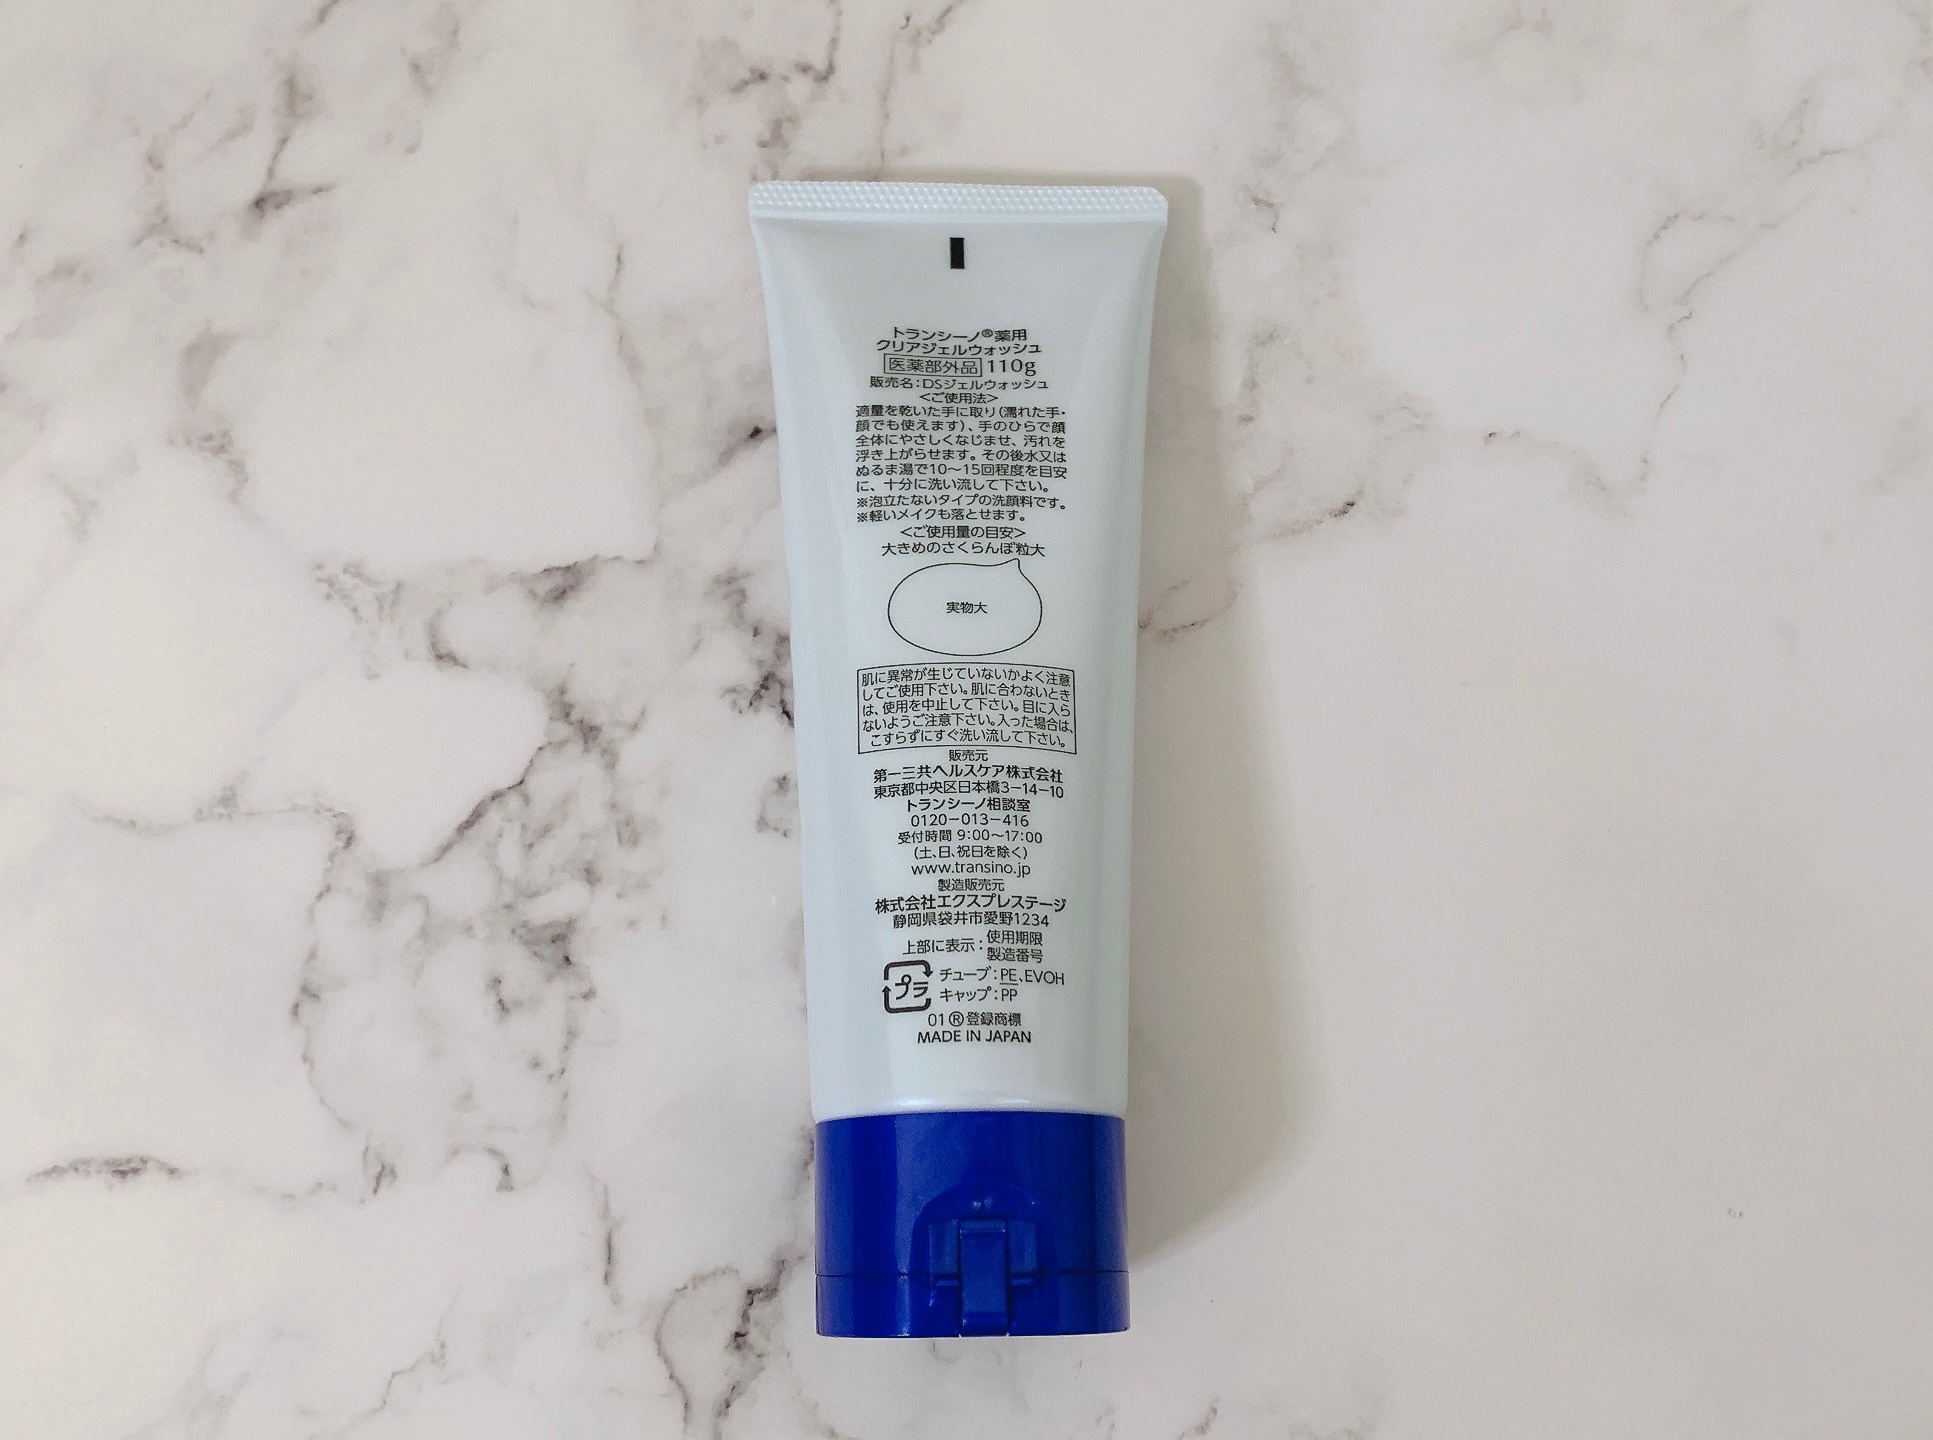 トランシーノ®薬用
クリアジェルウォッシュ
医薬部外品 110g
販売名：DSジェルウォッシュ
＜ご使用法＞
適量を乾いた手に取り（濡れた手・
顔でも使えます）、手のひらで顔
全体にやさしくなじませ、汚れを
浮き上がらせます。その後水又は
ぬるま湯で10〜15回程度を目安
に、十分に洗い流して下さい。
※泡立たないタイプの洗顔料です。
※軽いメイクも落とせます。
＜ご使用量の目安＞
大きめのさくらんぼ粒大
実物大
肌に異常が生じていないかよく注意
してご使用下さい。肌に合わないとき
は、使用を中止して下さい。目に入ら
ないようご注意下さい。入った場合は、
こすらずにすぐ洗い流して下さい。
販売元
第一三共ヘルスケア株式会社
東京都中央区日本橋3−14−10
トランシーノ相談室
0120−013−416
受付時間 9:00〜17:00
（土、日、祝日を除く）
www.transino.jp
製造販売元
株式会社エクスプレステージ
静岡県袋井市愛野1234
上部に表示：使用期限
製造番号
プラ チューブ：PE、EVOH
キャップ：PP
01®登録商標
MADE IN JAPAN